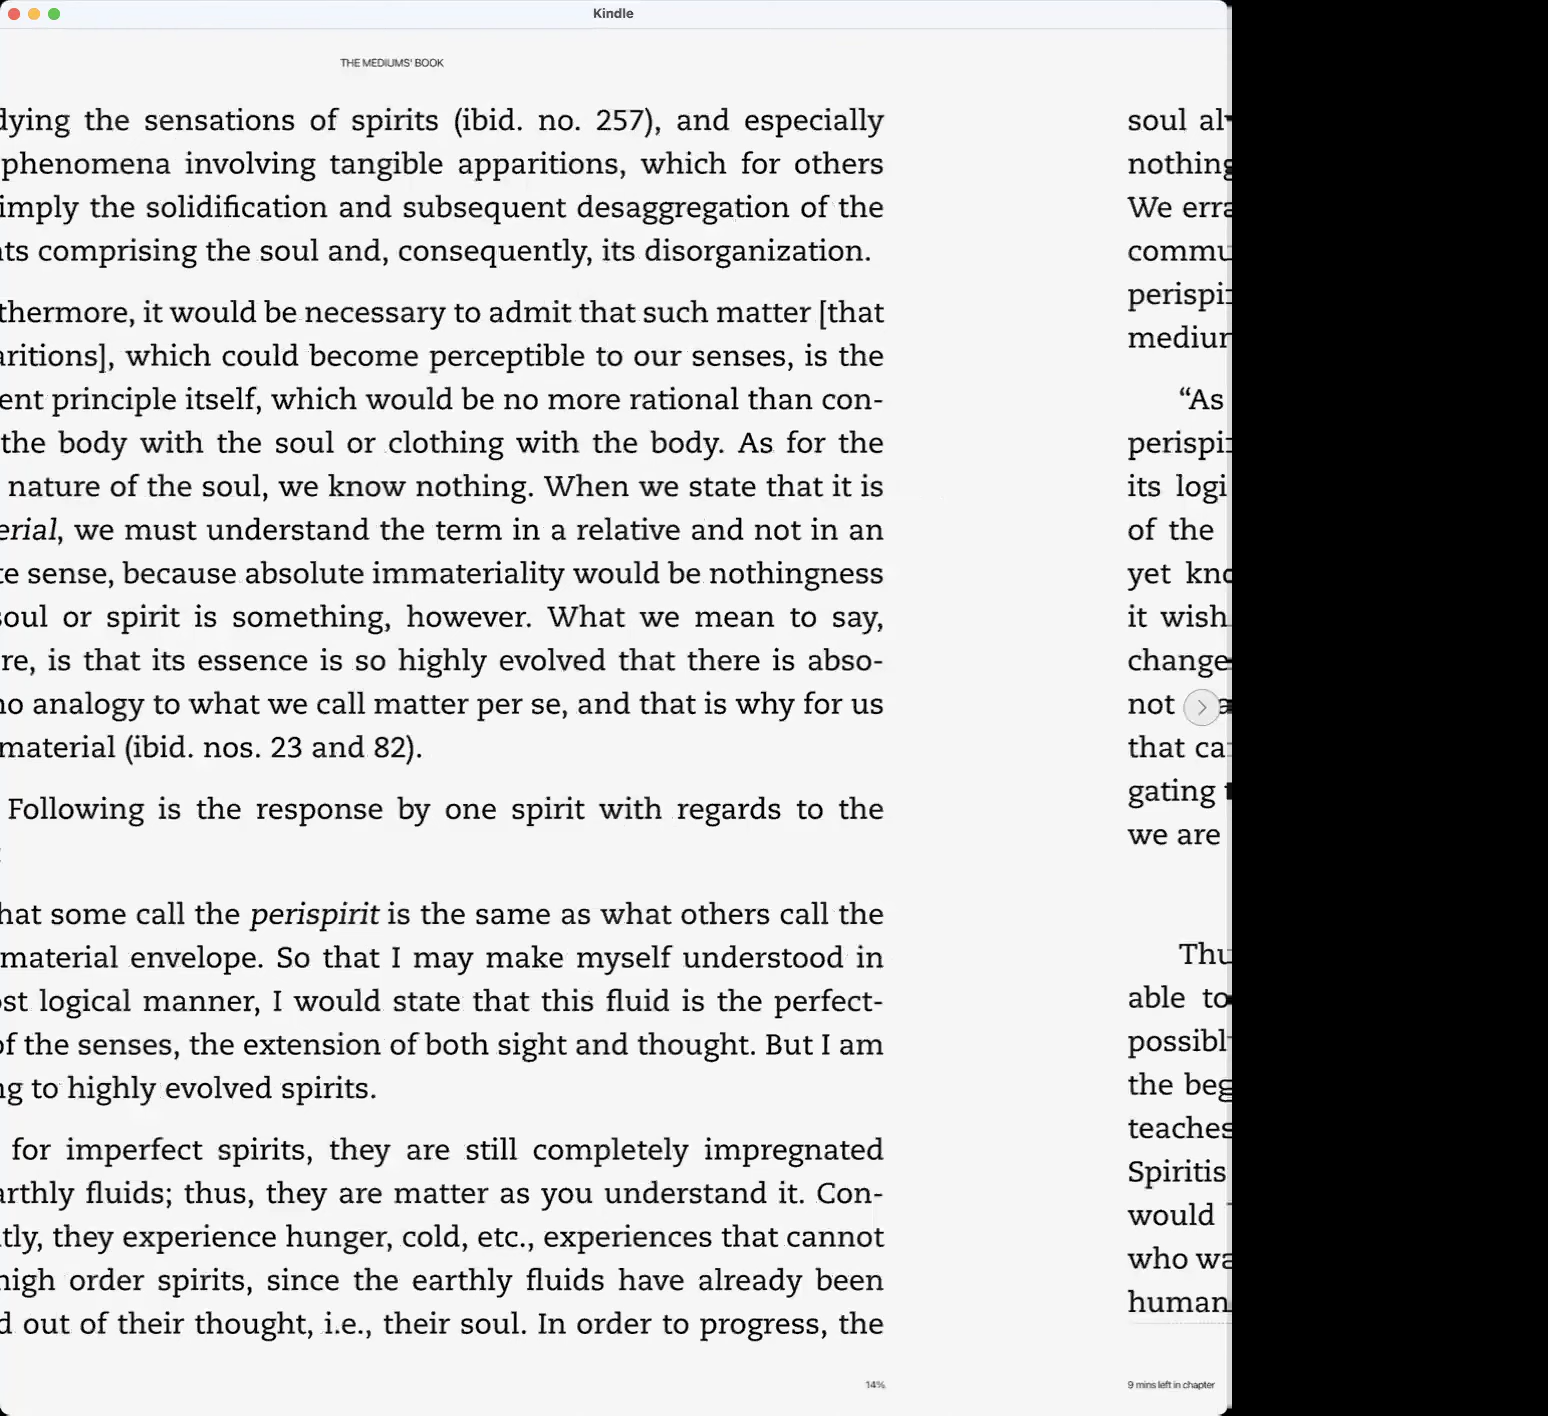 Kindle
THE MEDIUMS' BOOK
dying the sensations of spirits (ibid. no. 257), and especially
phenomena involving tangible apparitions, which for others
imply the solidification and subsequent desaggregation of the
nts comprising the soul and, consequently, its disorganization.
thermore, it would be necessary to admit that such matter [that
aritions], which could become perceptible to our senses, is the
ent principle itself, which would be no more rational than con-
the body with the soul or clothing with the body. As for the
nature of the soul, we know nothing. When we state that it is
erial, we must understand the term in a relative and not in an
te sense, because absolute immateriality would be nothingness
soul or spirit is something, however. What we mean to say,
re, is that its essence is so highly evolved that there is abso-
no analogy to what we call matter per se, and that is why for us
material (ibid. nos. 23 and 82).
Following is the response by one spirit with regards to the
hat some call the perispirit is the same as what others call the
material envelope. So that I may make myself understood in
ost logical manner, I would state that this fluid is the perfect-
of the senses, the extension of both sight and thought. But I am
ng to highly evolved spirits.
for imperfect spirits, they are still completely impregnated
arthly fluids; thus, they are matter as you understand it. Con-
tly, they experience hunger, cold, etc., experiences that cannot
high order spirits, since the earthly fluids have already been
d out of their thought, i.e., their soul. In order to progress, the
14%
soul al
nothing
We erra
commu
perispi
mediu
“As
perispi
its logi
of the
yet kno
it wish
change
not
that ca
gating
we are
Thu
able to
possibl
the beg
teaches
Spiritis
would
who wa
human
9 mins left in chapter